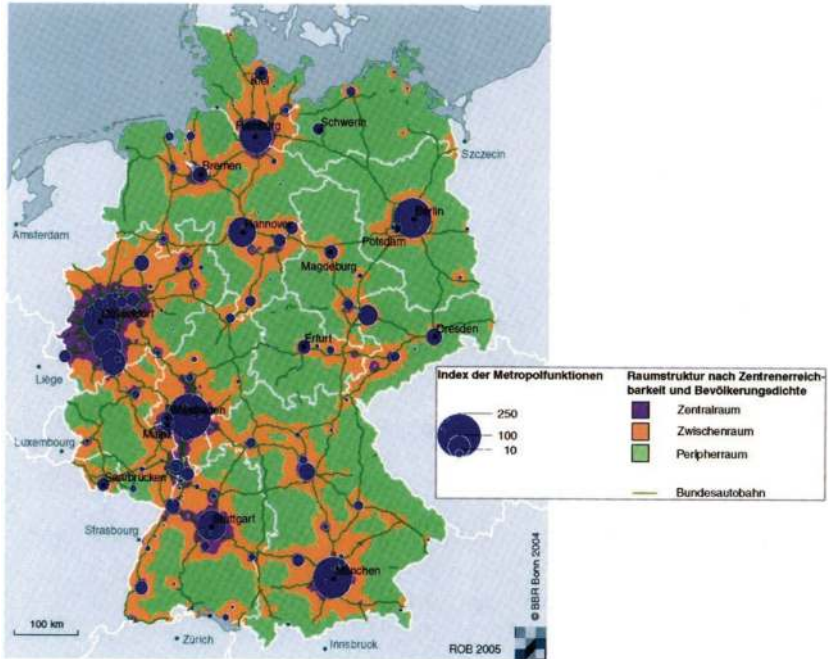 Kiel
Hamburg
Schwerin
Szczecin
Bremen
Berlin
Hannover
Amsterdam
Potsdam
Magdeburg
Düsseldorf
Erfurt
Dresden
Liège
Wiesbaden
Mainz
Luxembourg
Saarbrücken
Stuttgart
Strasbourg
München
100 km
Zürich
Innsbruck
ROB 2005
© BBR Bonn 2004
Index der Metropolfunktionen
250
100
10
Raumstruktur nach Zentrenerreich-
barkeit und Bevölkerungsdichte
Zentralraum
Zwischenraum
Peripherraum
Bundesautobahn